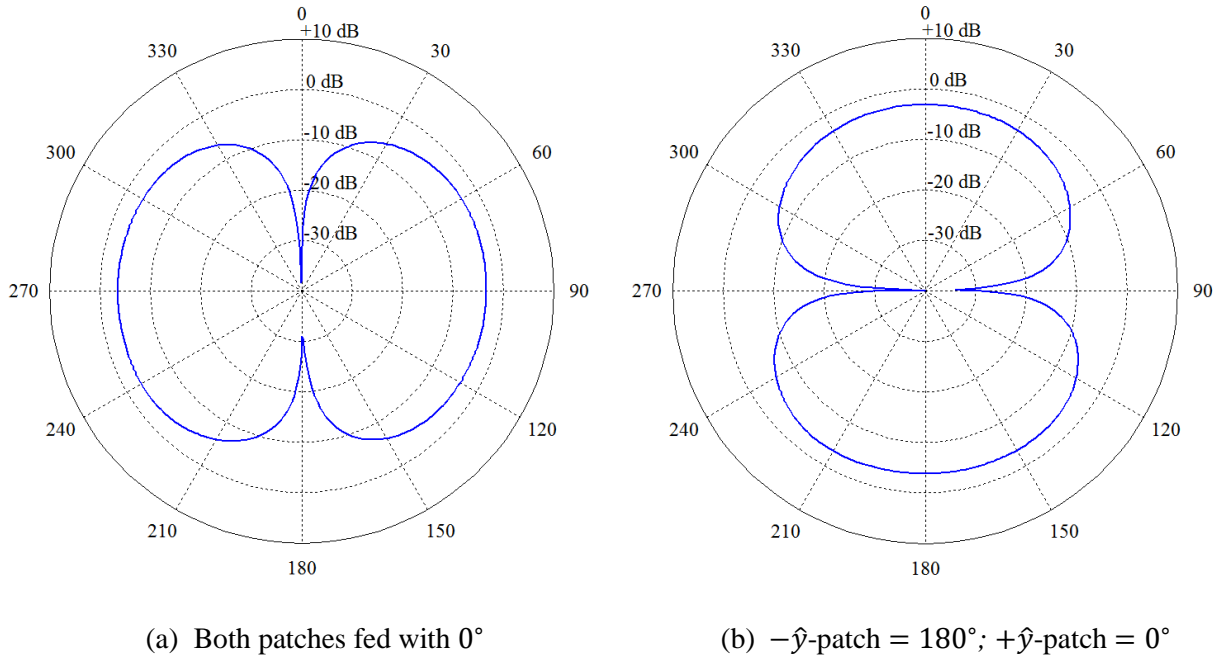 0
+10 dB
330
30
0 dB
-10 dB
300
60
-20 dB
-30 dB
270
90
240
120
210
150
180
(a) Both patches fed with 0°
0
+10 dB
330
30
0 dB
-10 dB
300
60
-20 dB
-30 dB
270
90
240
120
210
150
180
(b) −ŷ-patch = 180°; +ŷ-patch = 0°